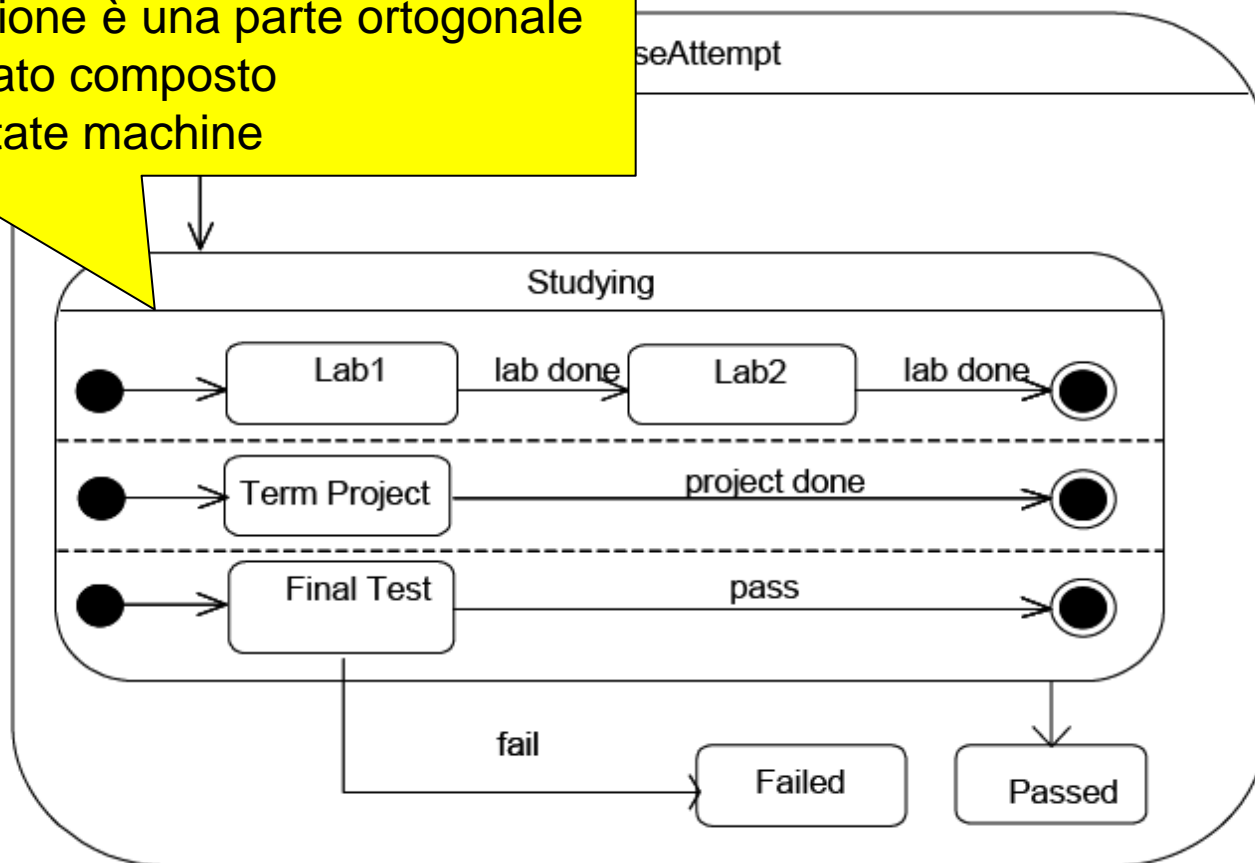 ione è una parte ortogonale
ato composto
tate machine
seAttempt
Studying
Lab1 lab done Lab2 lab done
Term Project project done
Final Test pass
fail
Failed Passed